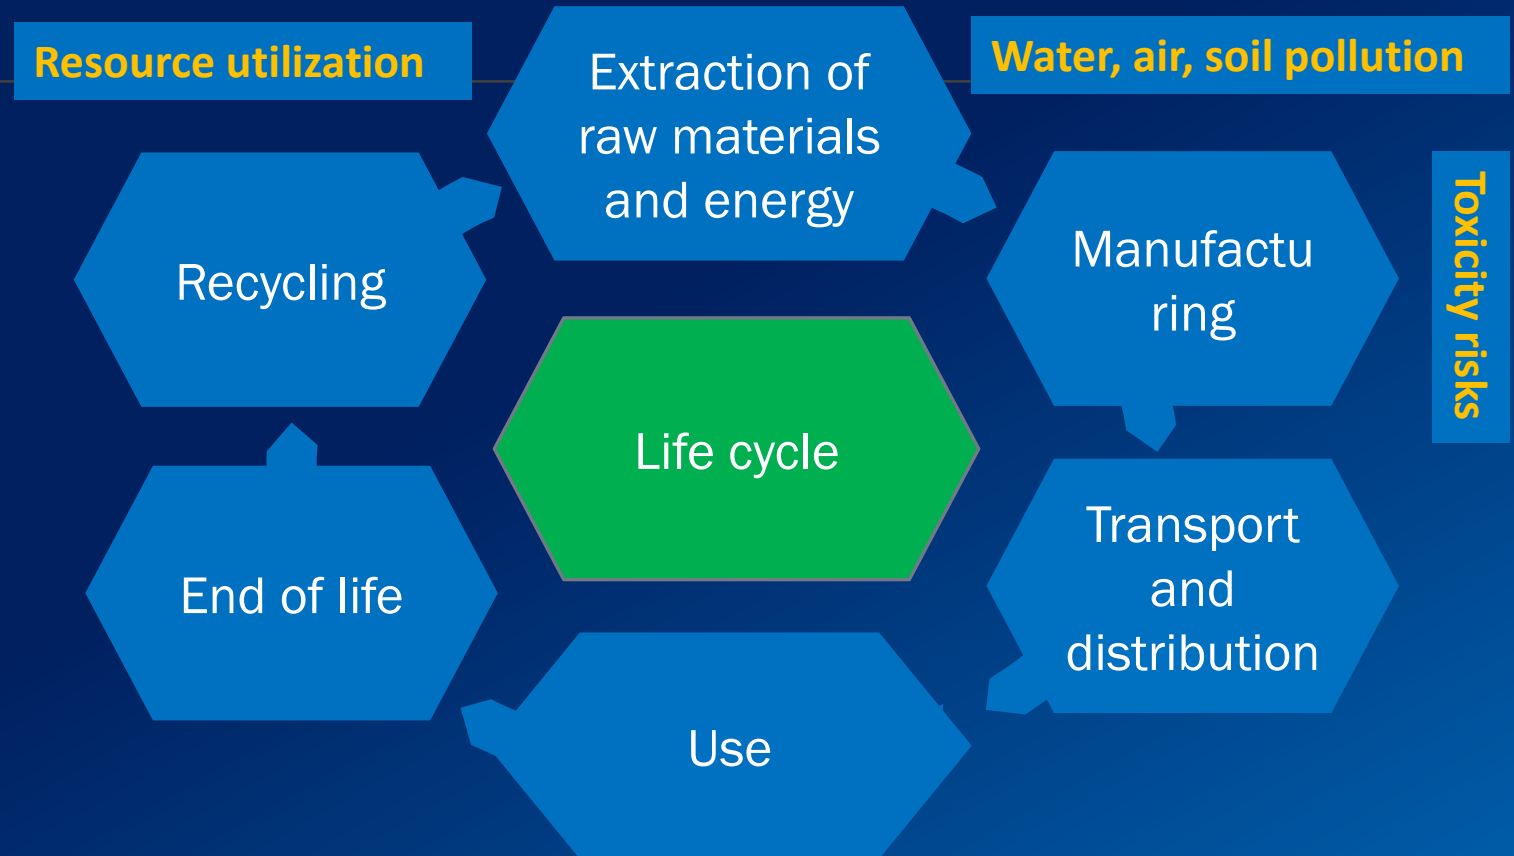 Resource utilization
Extraction of
raw materials
and energy
Water, air, soil pollution
Toxicity risks
Recycling
Manufactu
ring
Life cycle
End of life
Transport
and
distribution
Use